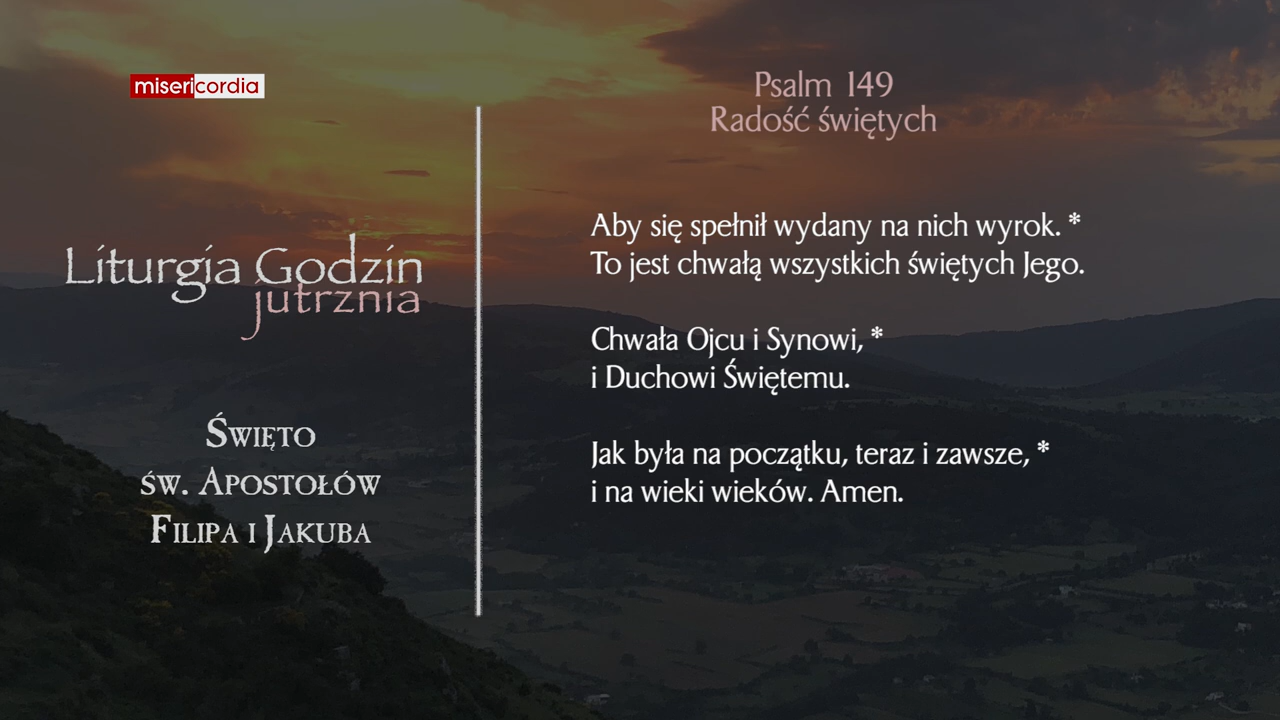 misericordia
Liturgia Godzin
jutrznia
Święto
św. Apostołów
Filipa i Jakuba
Psalm 149
Radość świętych
Aby się spełnił wydany na nich wyrok. *
To jest chwałą wszystkich świętych Jego.
Chwała Ojcu i Synowi, *
i Duchowi Świętemu.
Jak była na początku, teraz i zawsze, *
i na wieki wieków. Amen.